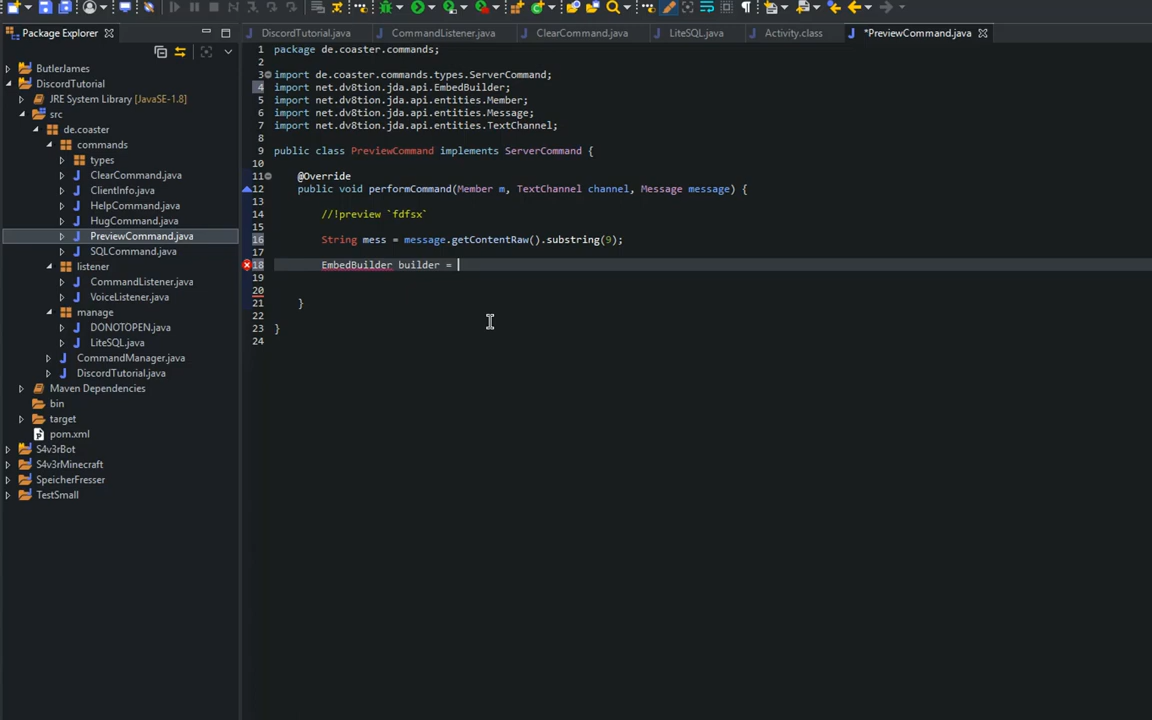 Package Explorer
DiscordTutorial.java
CommandListener.java
ClearCommand.java
LiteSQL.java
Activity.class
*PreviewCommand.java
ButlerJames
DiscordTutorial
JRE System Library [JavaSE-1.8]
src
de.coaster
commands
types
ClearCommand.java
ClientInfo.java
HelpCommand.java
HugCommand.java
PreviewCommand.java
SQLCommand.java
listener
CommandListener.java
VoiceListener.java
manage
DONOTOPEN.java
LiteSQL.java
CommandManager.java
DiscordTutorial.java
Maven Dependencies
bin
target
pom.xml
S4v3rBot
S4v3rMinecraft
SpeicherFresser
TestSmall
1 package de.coaster.commands;
2
3 import de.coaster.commands.types.ServerCommand;
4 import net.dv8tion.jda.api.EmbedBuilder;
5 import net.dv8tion.jda.api.entities.Member;
6 import net.dv8tion.jda.api.entities.Message;
7 import net.dv8tion.jda.api.entities.TextChannel;
8
9 public class PreviewCommand implements ServerCommand {
10
11 @Override
12 public void performCommand(Member m, TextChannel channel, Message message) {
13
14 //!preview `fdfsx`
15
16 String mess = message.getContentRaw().substring(9);
17
18 EmbedBuilder builder =
19
20
21 }
22
23 }
24